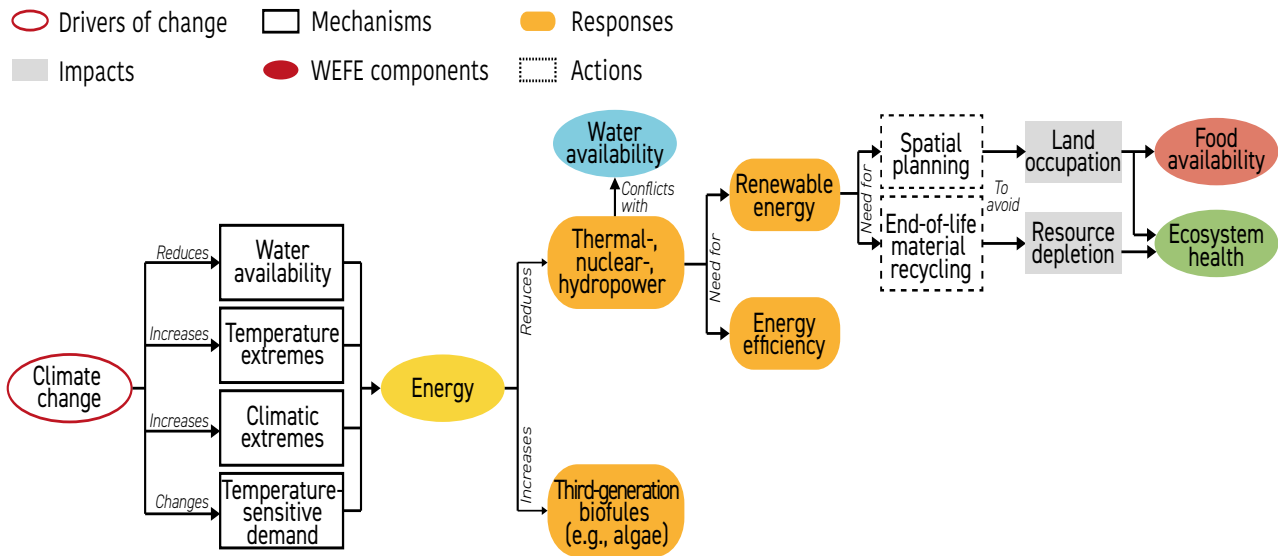 Drivers of change
Mechanisms
Responses
Impacts
WEFE components
Actions
Climate
change
Reduces
Increases
Increases
Changes
Water
availability
Temperature
extremes
Climatic
extremes
Temperature-
sensitive
demand
Energy
Reduces
Increases
Water
availability
Conflicts
with
Thermal-,
nuclear-,
hydropower
Third-generation
biofules
(e.g., algae)
Need for
Renewable
energy
Energy
efficiency
Need for
Spatial
planning
End-of-life
material
recycling
To
avoid
Land
occupation
Resource
depletion
Food
availability
Ecosystem
health